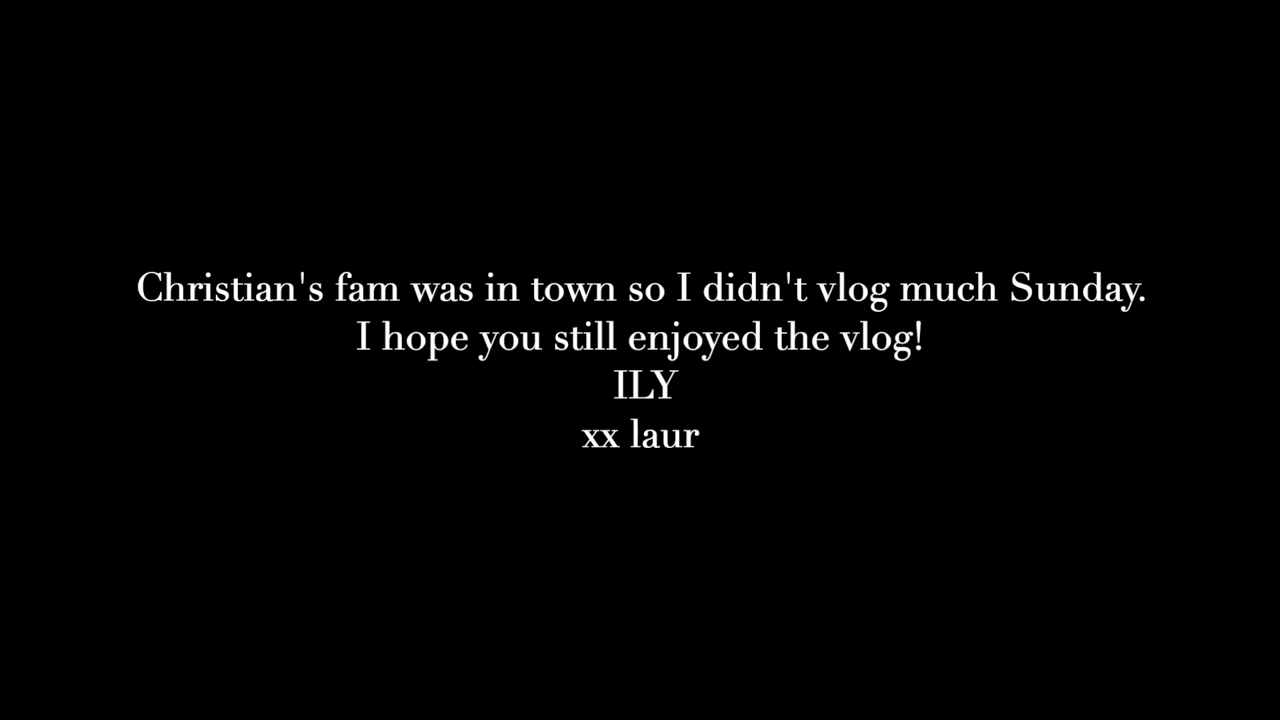 Christian's fam was in town so I didn't vlog much Sunday.
I hope you still enjoyed the vlog!
ILY
xx laur